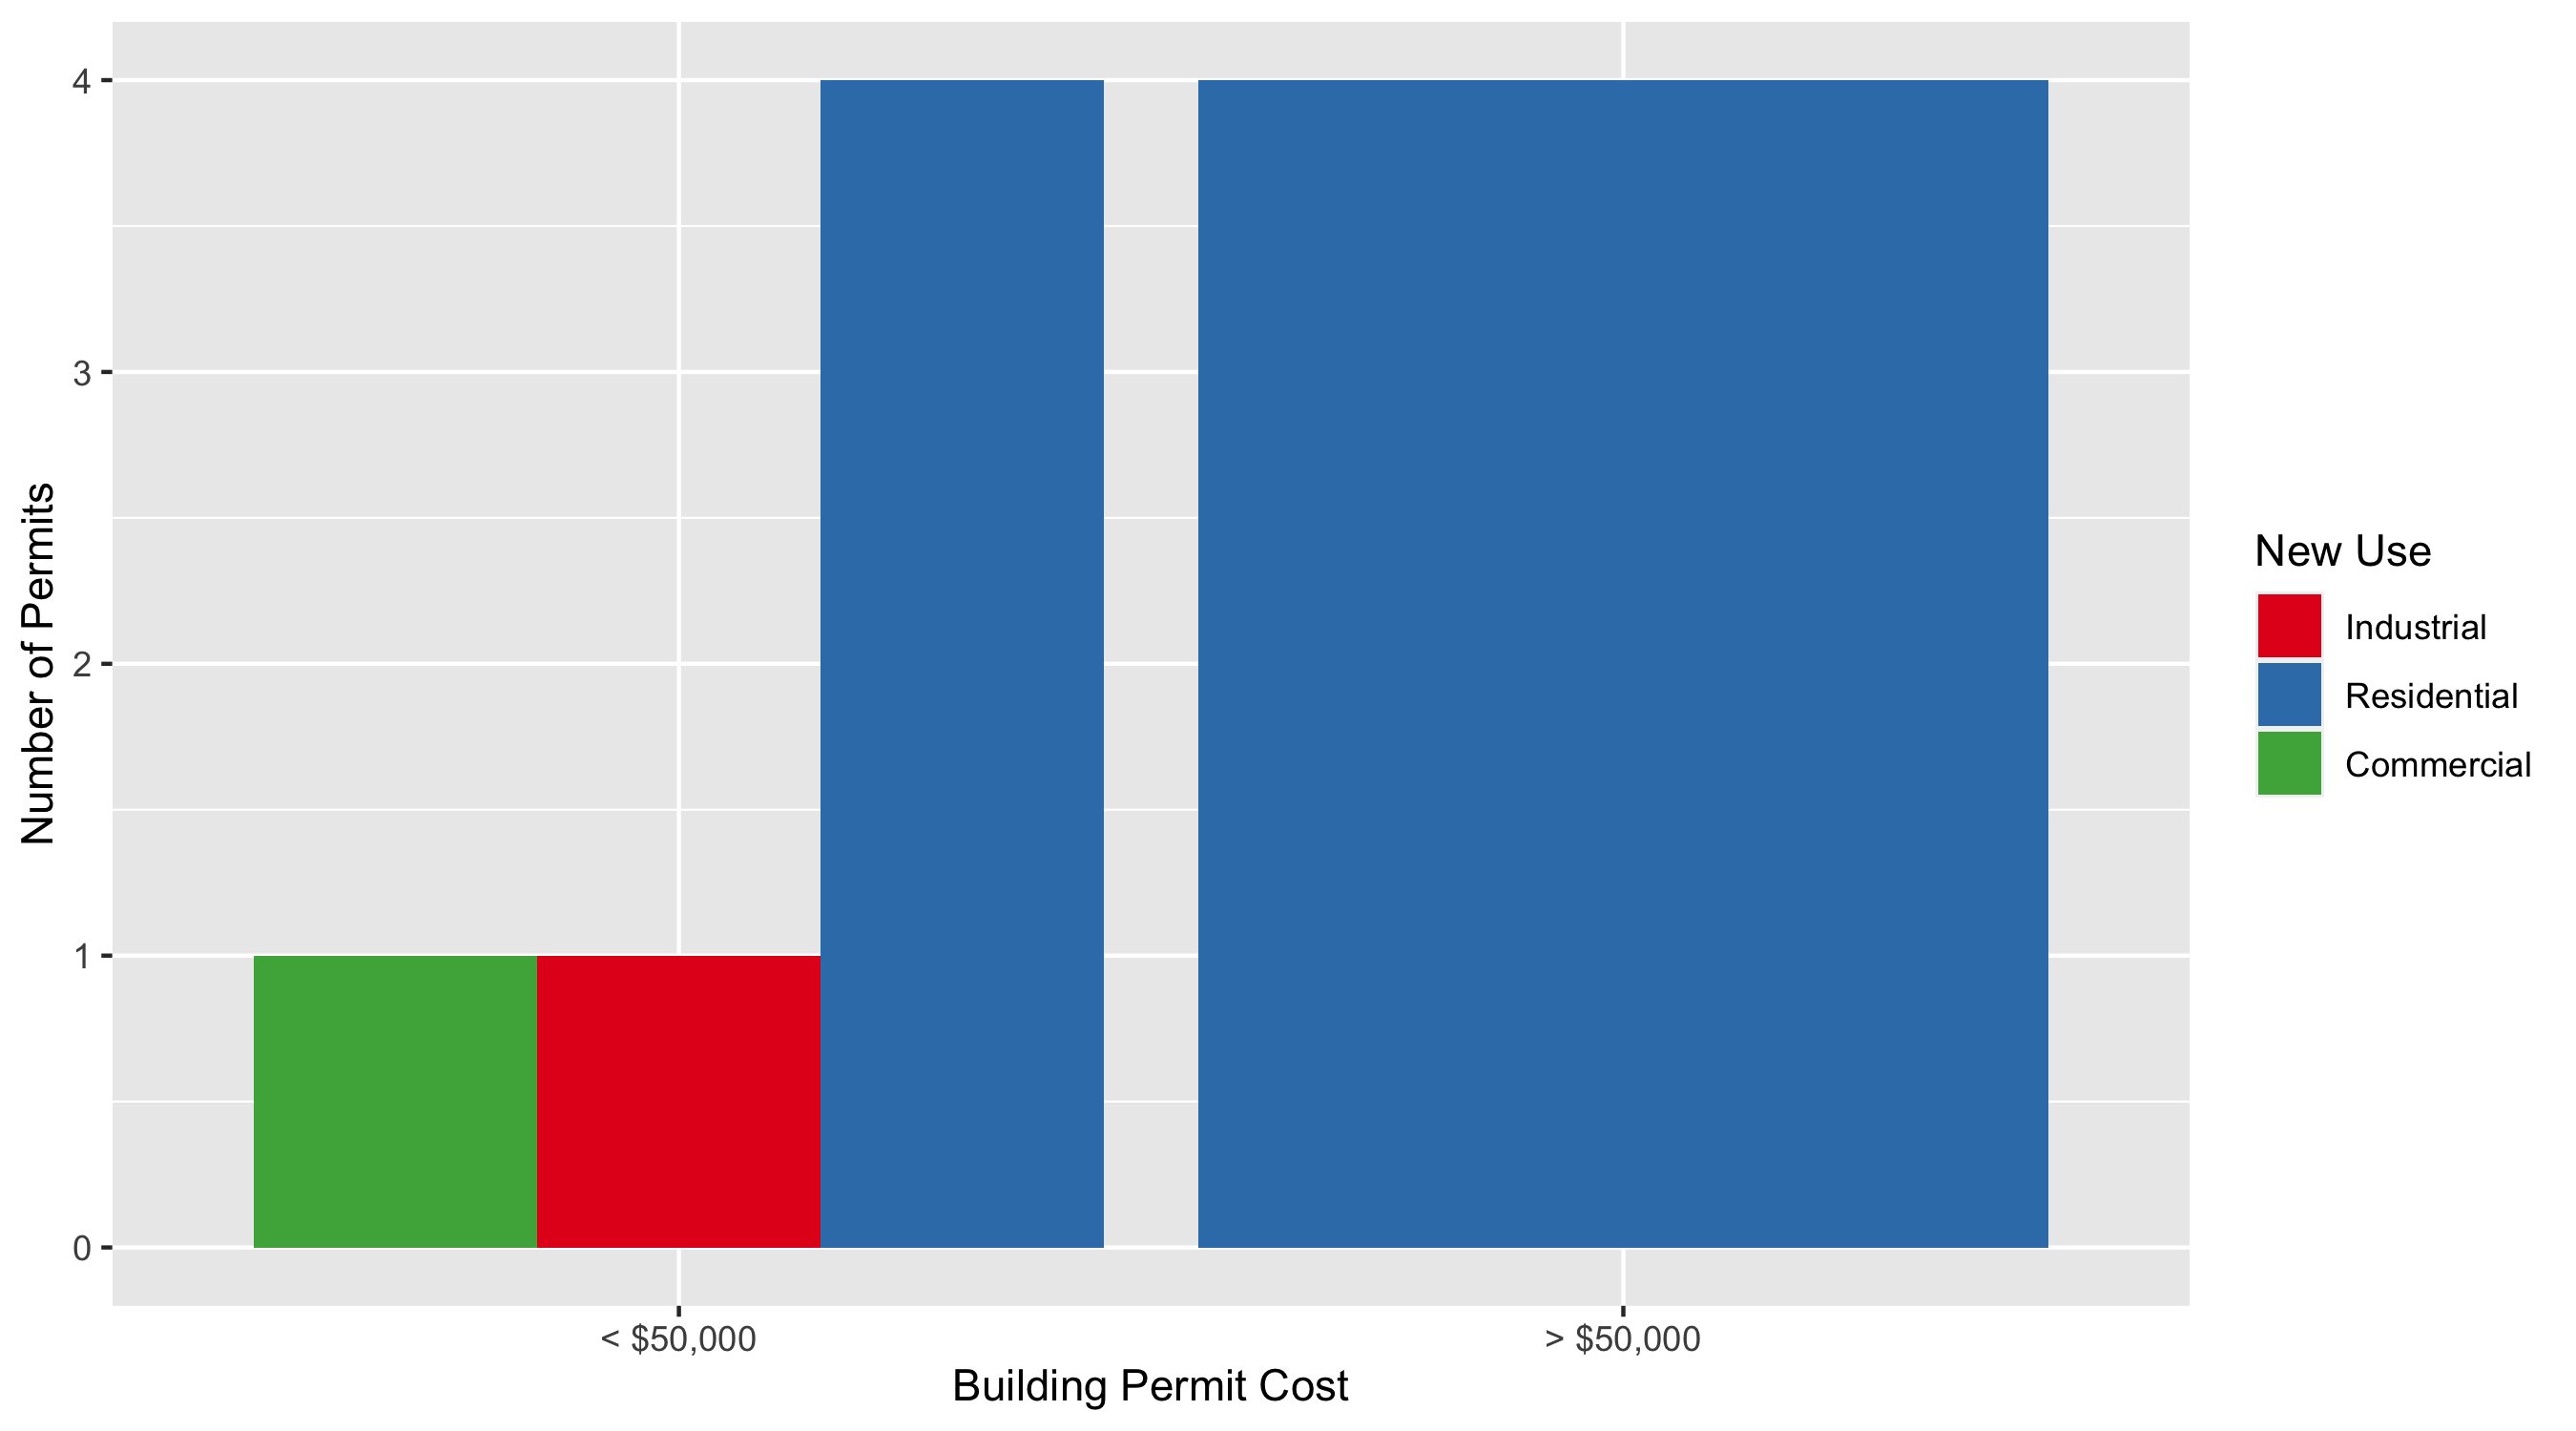 Number of Permits
4
3
2
1
0
< $50,000
> $50,000
Building Permit Cost
New Use
Industrial
Residential
Commercial